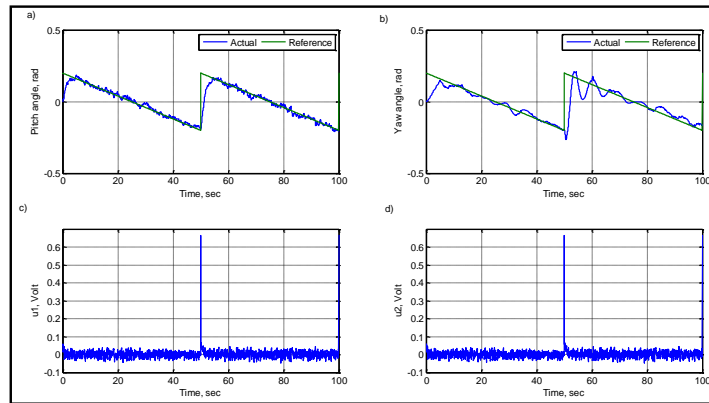 a)
0.5
0
-0.5
Pitch angle, rad
Actual
Reference
0
20
40
60
80
100
Time, sec
b)
0.5
0
-0.5
Yaw angle, rad
Actual
Reference
0
20
40
60
80
100
Time, sec
c)
0.6
0.5
0.4
0.3
0.2
0.1
0
-0.1
u1, Volt
0
20
40
60
80
100
Time, sec
d)
0.6
0.5
0.4
0.3
0.2
0.1
0
-0.1
u2, Volt
0
20
40
60
80
100
Time, sec